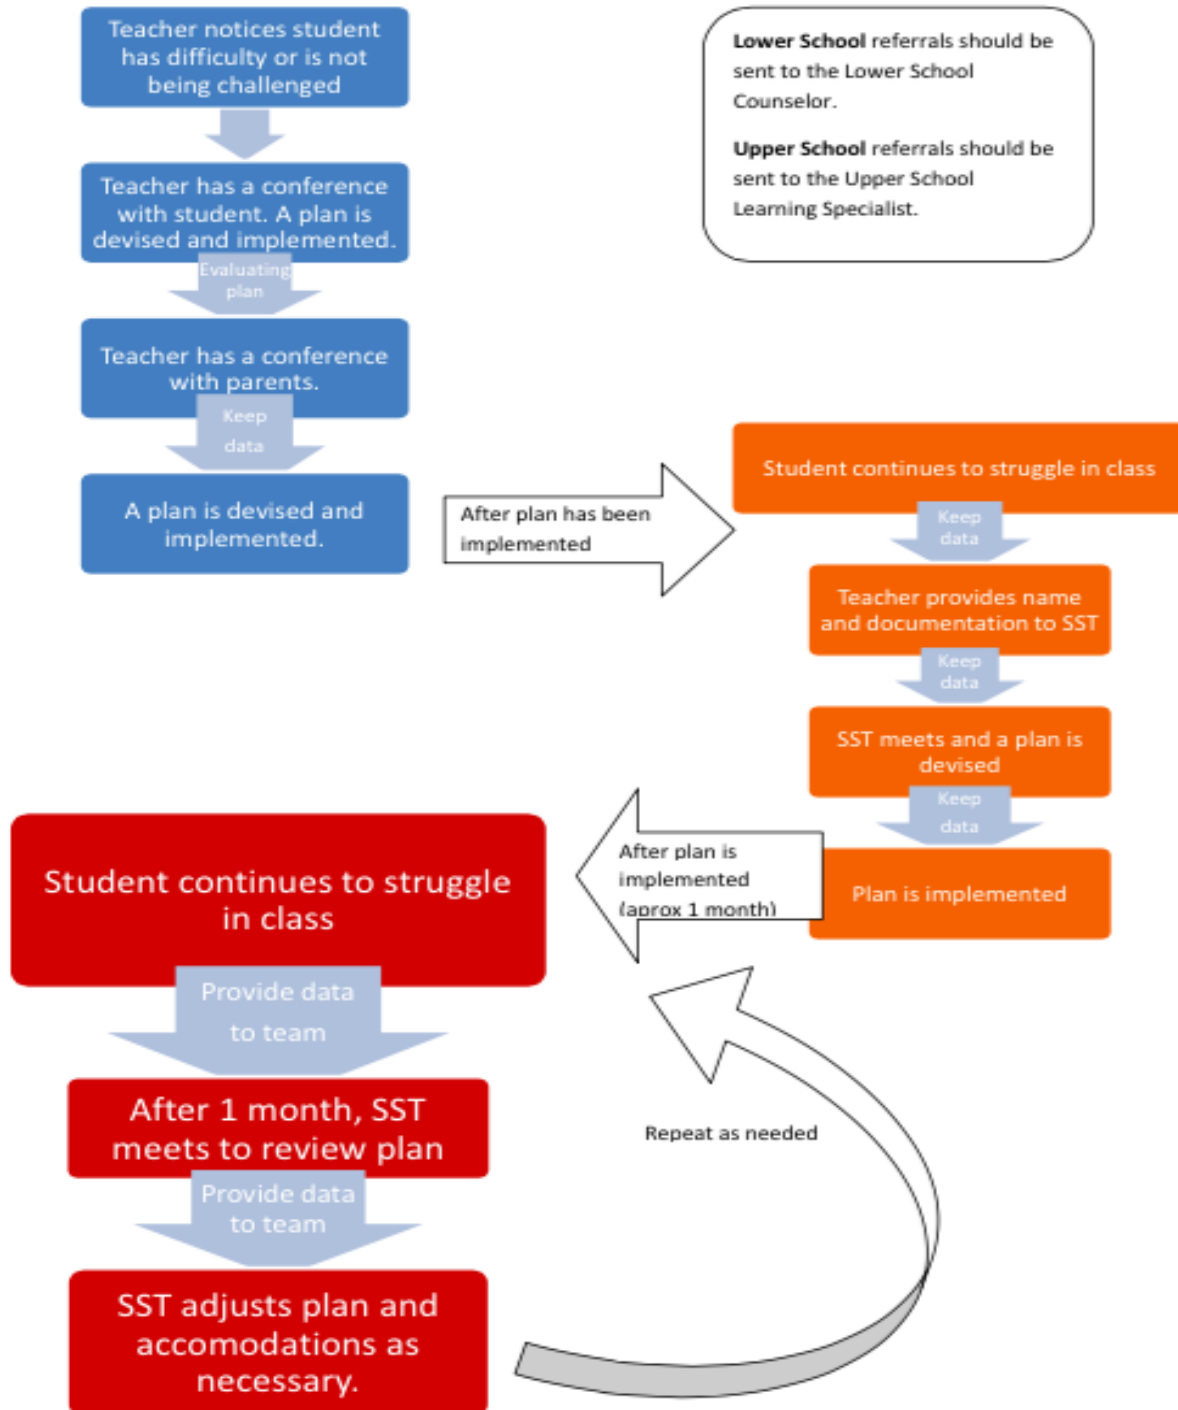 Teacher notices student
has difficulty or is not
being challenged
Teacher has a conference
with student. A plan is
devised and implemented.
Evaluating
plan
Teacher has a conference
with parents.
Keep
data
A plan is devised and
implemented.
Lower School referrals should be
sent to the Lower School
Counselor.
Upper School referrals should be
sent to the Upper School
Learning Specialist.
After plan has been
implemented
Student continues to struggle in class
Keep
data
Teacher provides name
and documentation to SST
Keep
data
SST meets and a plan is
devised
Keep
data
Plan is implemented
After plan is
implemented
(aprox 1 month)
Student continues to struggle
in class
Provide data
to team
After 1 month, SST
meets to review plan
Provide data
to team
SST adjusts plan and
accomodations as
necessary.
Repeat as needed